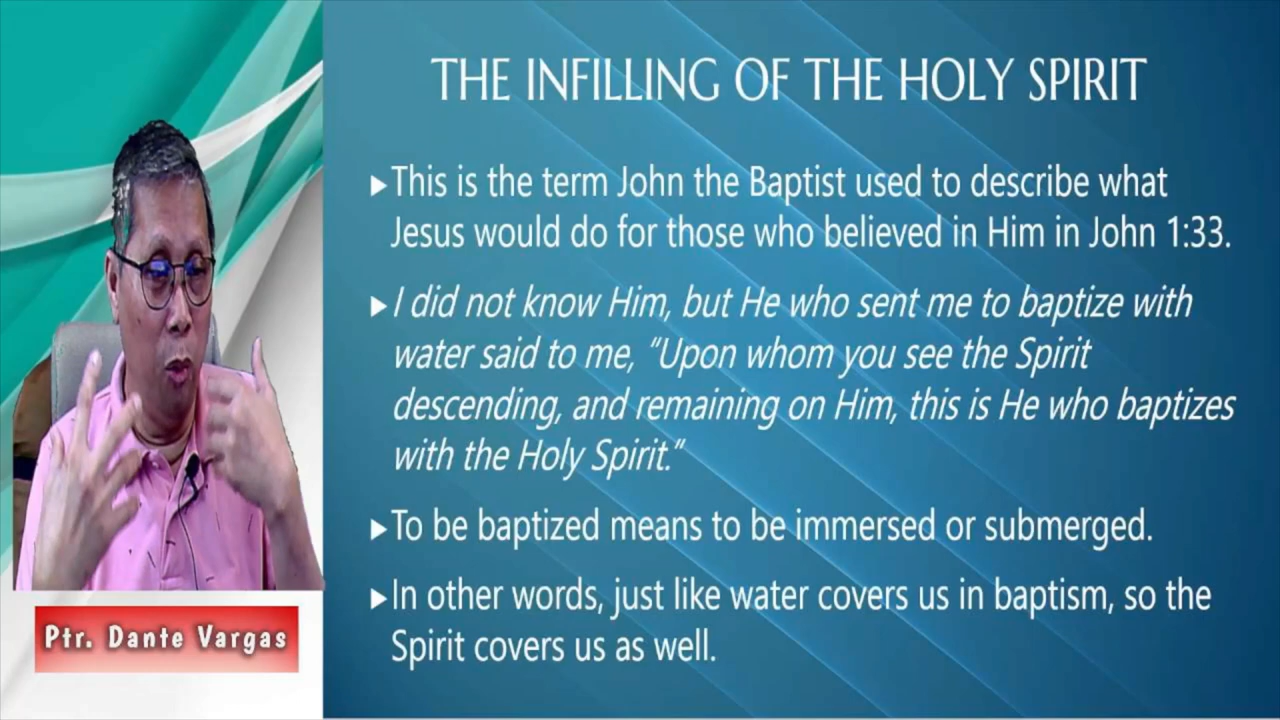 THE INFILLING OF THE HOLY SPIRIT
This is the term John the Baptist used to describe what
Jesus would do for those who believed in Him in John 1:33.
I did not know Him, but He who sent me to baptize with
water said to me, “Upon whom you see the Spirit
descending, and remaining on Him, this is He who baptizes
with the Holy Spirit.”
To be baptized means to be immersed or submerged.
In other words, just like water covers us in baptism, so the
Spirit covers us as well.
Ptr. Dante Vargas